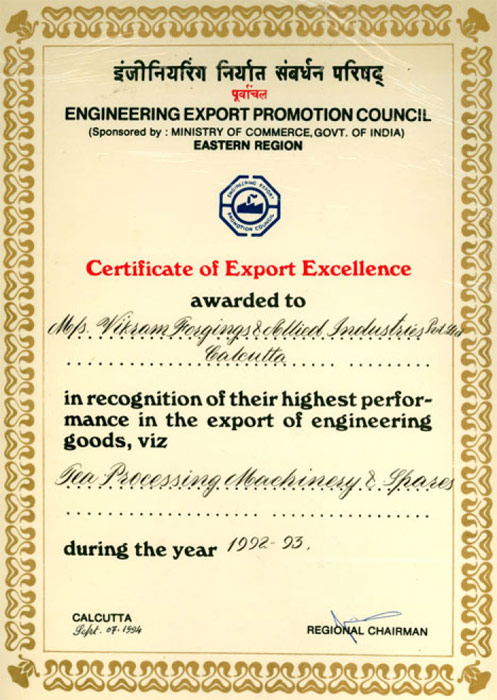 इंजीनियरिंग निर्यात संबर्धन परिषद्
पूर्वांचल
ENGINEERING EXPORT PROMOTION COUNCIL
(Sponsored by : MINISTRY OF COMMERCE, GOVT. OF INDIA)
EASTERN REGION
ENGINEERING EXPORT
PROMOTION COUNCIL
Certificate of Export Excellence
awarded to
M/s. Vikram Forgings & Allied Industries Pvt. Ltd
Calcutta
in recognition of their highest perfor-
mance in the export of engineering
goods, viz
Tea Processing Machinery & Spares
during the year 1992-93.
CALCUTTA
Sept. 07. 1994
REGIONAL CHAIRMAN